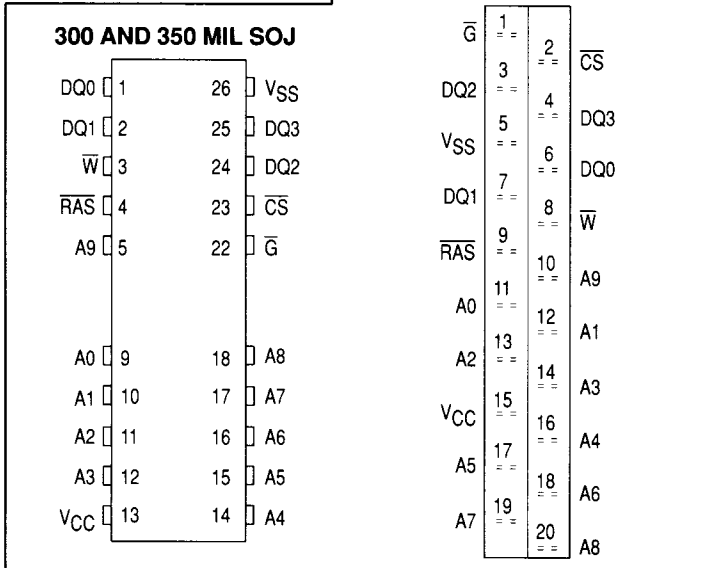 300 AND 350 MIL SOJ
DQ0 1 26 VSS
DQ1 2 25 DQ3
W̅ 3 24 DQ2
R̅A̅S̅ 4 23 C̅S̅
A9 5 22 G̅
A0 9 18 A8
A1 10 17 A7
A2 11 16 A6
A3 12 15 A5
VCC 13 14 A4
G̅ 1
2 C̅S̅
DQ2 3
4 DQ3
VSS 5
6 DQ0
DQ1 7
8 W̅
R̅A̅S̅ 9
10 A9
A0 11
12 A1
A2 13
14 A3
VCC 15
16 A4
A5 17
18 A6
A7 19
20 A8